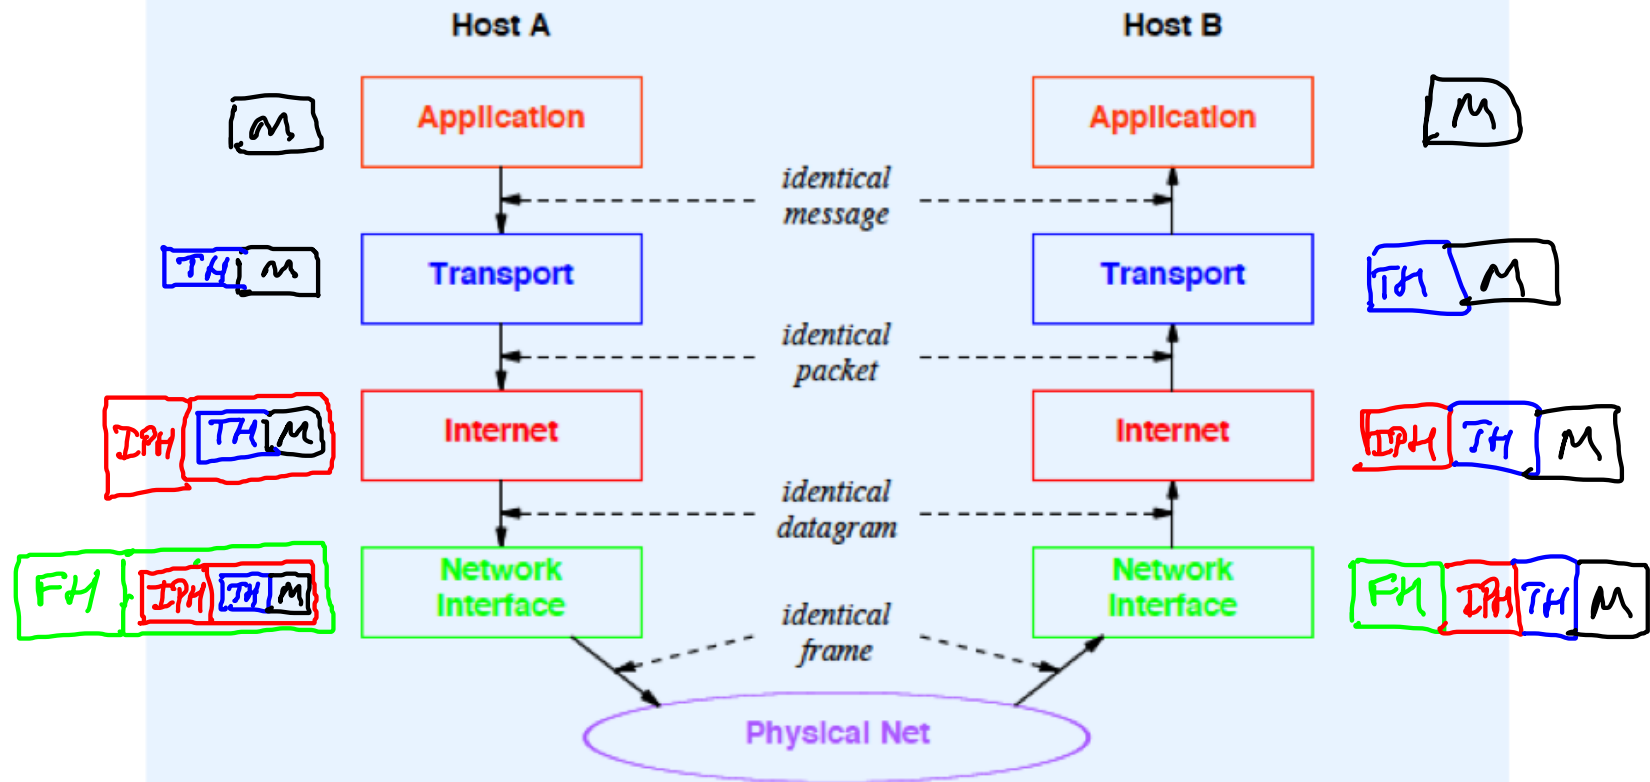 Host A
Host B
M
Application
Application
M
identical
message
TH M
Transport
Transport
TH M
identical
packet
IPH TH M
Internet
Internet
IPH TH M
identical
datagram
FH IPH TH M
Network
Interface
Network
Interface
FH IPH TH M
identical
frame
Physical Net